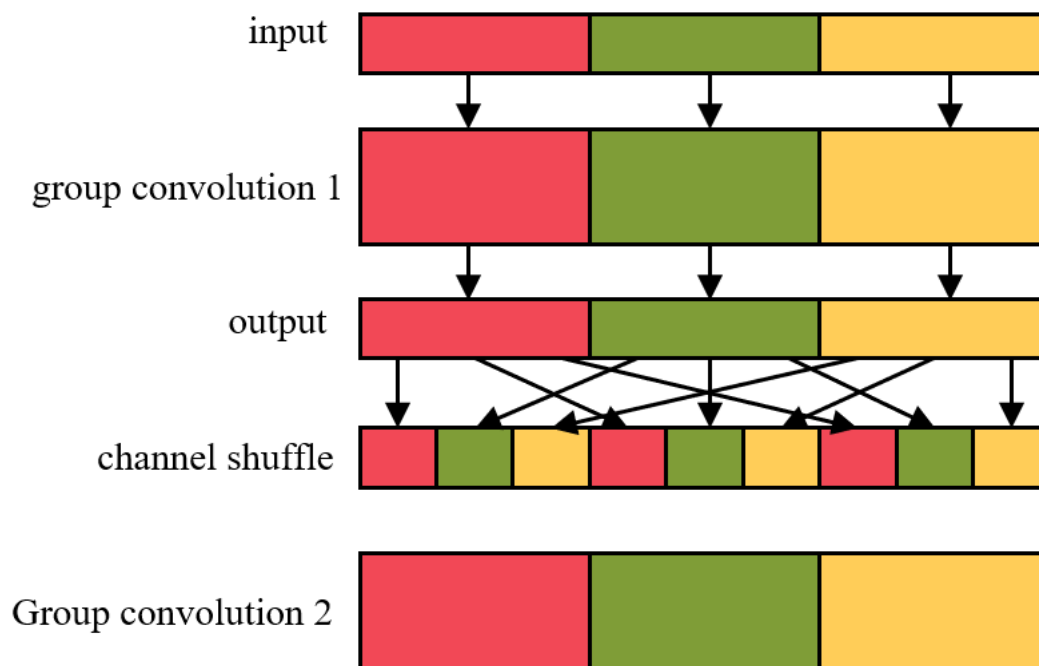 input
group convolution 1
output
channel shuffle
Group convolution 2